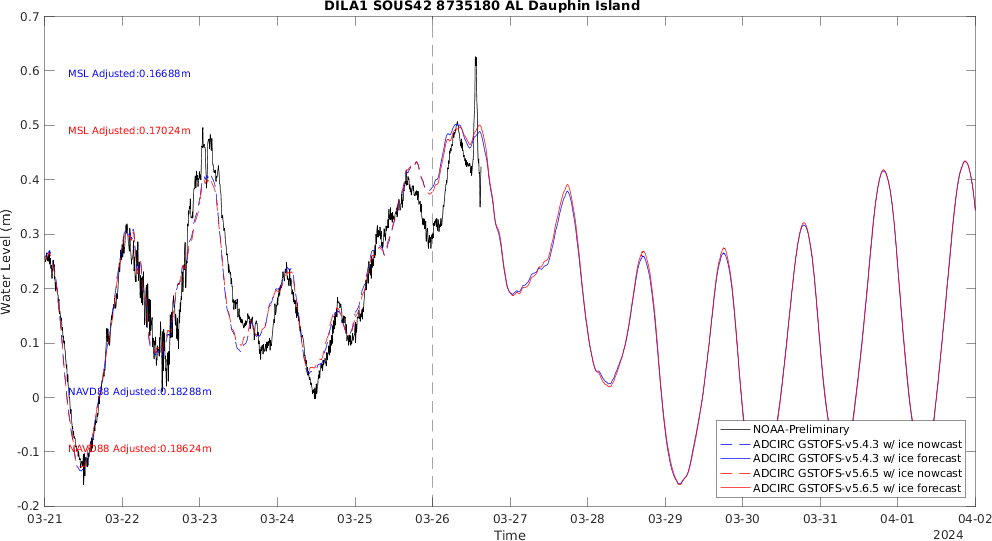 DILA1 SOUS42 8735180 AL Dauphin Island
0.7
0.6
0.5
0.4
0.3
0.2
0.1
0
-0.1
-0.2
Water Level (m)
MSL Adjusted:0.16688m
MSL Adjusted:0.17024m
NAVD88 Adjusted:0.18288m
NAVD88 Adjusted:0.18624m
NOAA-Preliminary
ADCIRC GSTOFS-v5.4.3 w/ ice nowcast
ADCIRC GSTOFS-v5.4.3 w/ ice forecast
ADCIRC GSTOFS-v5.6.5 w/ ice nowcast
ADCIRC GSTOFS-v5.6.5 w/ ice forecast
03-21 03-22 03-23 03-24 03-25 03-26 03-27 03-28 03-29 03-30 03-31 04-01 04-02
Time
2024